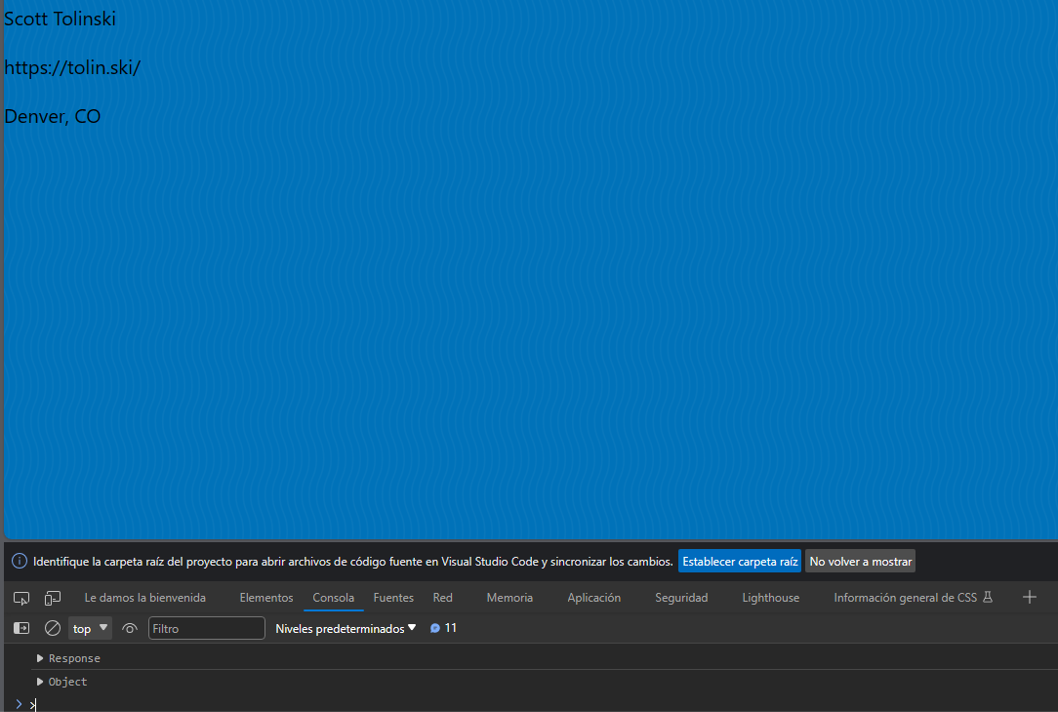 Scott Tolinski
https://tolin.ski/
Denver, CO
Identifique la carpeta raíz del proyecto para abrir archivos de código fuente en Visual Studio Code y sincronizar los cambios. Establecer carpeta raíz No volver a mostrar
Le damos la bienvenida Elementos Consola Fuentes Red Memoria Aplicación Seguridad Lighthouse Información general de CSS
top Filtro Niveles predeterminados 11
Response
Object